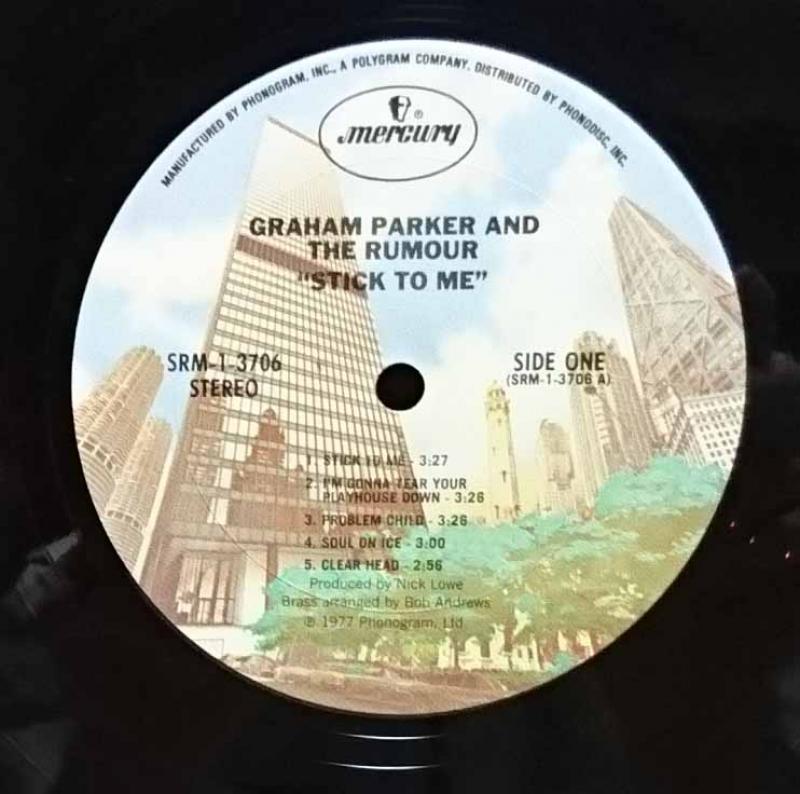 MANUFACTURED BY PHONOGRAM, INC., A POLYGRAM COMPANY. DISTRIBUTED BY PHONODISC, INC.
mercury ®
GRAHAM PARKER AND
THE RUMOUR
"STICK TO ME"
SRM-1-3706
STEREO
SIDE ONE
(SRM-1-3706 A)
1. STICK TO ME - 3:27
2. I'M GONNA TEAR YOUR
PLAYHOUSE DOWN - 3:26
3. PROBLEM CHILD - 3:26
4. SOUL ON ICE - 3:00
5. CLEAR HEAD - 2:56
Produced by Nick Lowe
Brass arranged by Bob Andrews
℗ 1977 Phonogram, Ltd